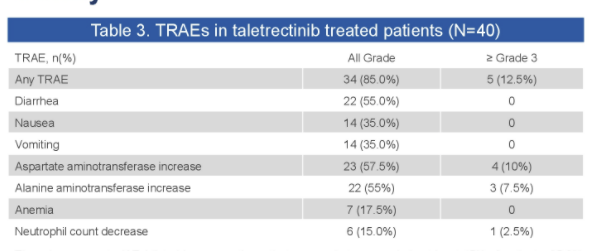 Table 3. TRAEs in taletrectinib treated patients (N=40)
TRAE, n(%) All Grade ≥ Grade 3
Any TRAE 34 (85.0%) 5 (12.5%)
Diarrhea 22 (55.0%) 0
Nausea 14 (35.0%) 0
Vomiting 14 (35.0%) 0
Aspartate aminotransferase increase 23 (57.5%) 4 (10%)
Alanine aminotransferase increase 22 (55%) 3 (7.5%)
Anemia 7 (17.5%) 0
Neutrophil count decrease 6 (15.0%) 1 (2.5%)